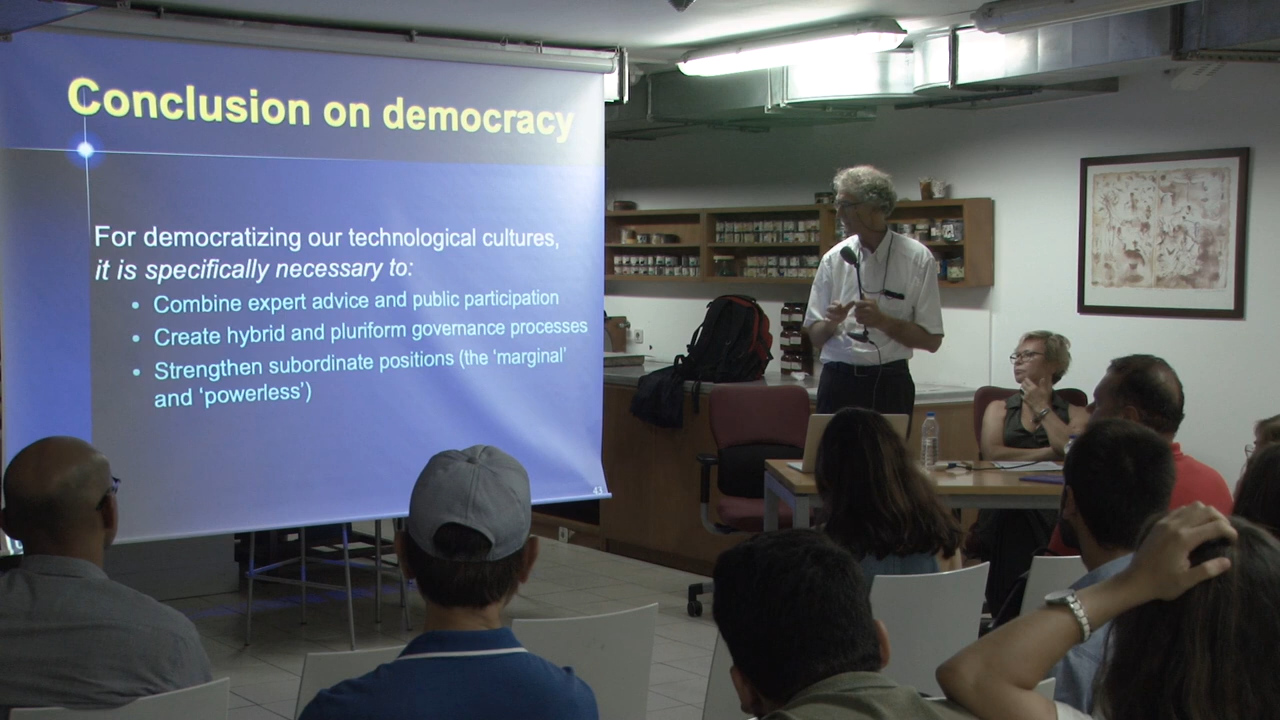 Conclusion on democracy
For democratizing our technological cultures,
it is specifically necessary to:
• Combine expert advice and public participation
• Create hybrid and pluriform governance processes
• Strengthen subordinate positions (the ‘marginal’
and ‘powerless’)
43